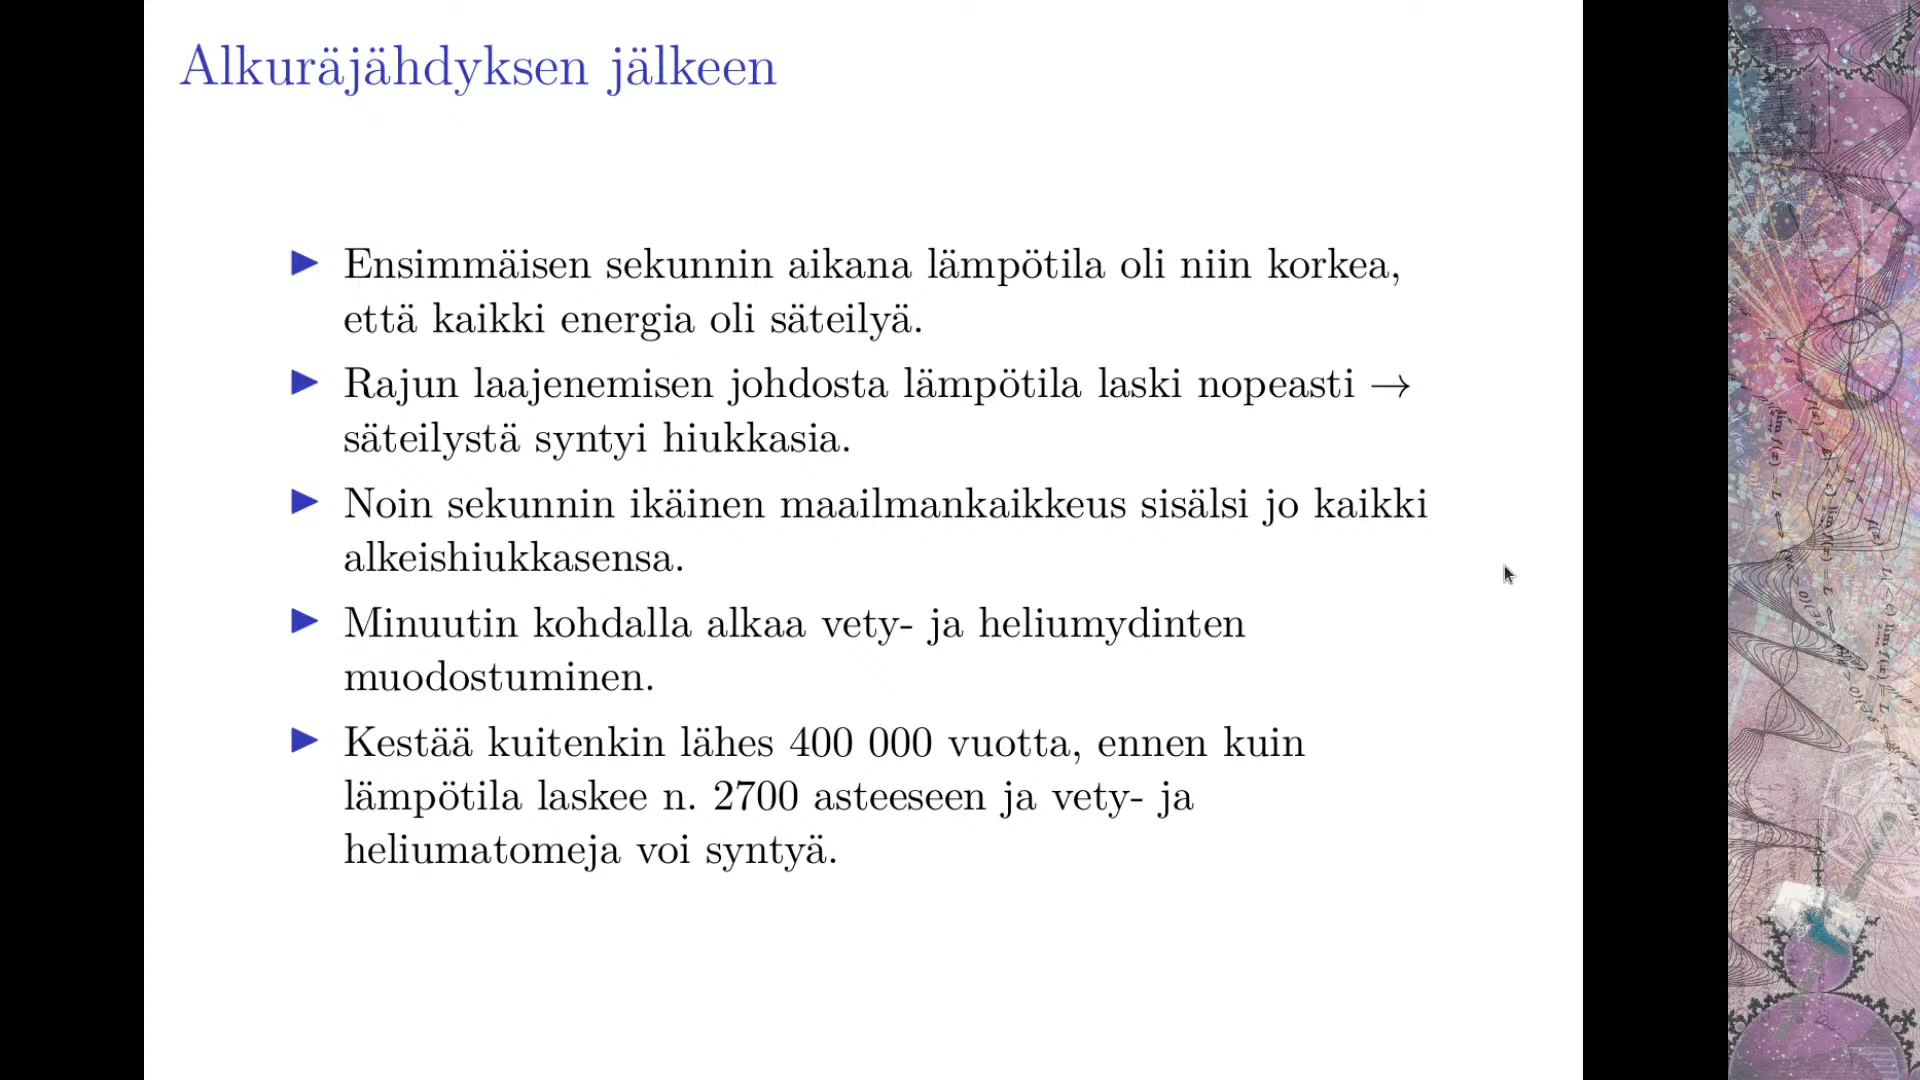 Alkuräjähdyksen jälkeen
▶ Ensimmäisen sekunnin aikana lämpötila oli niin korkea,
että kaikki energia oli säteilyä.
▶ Rajun laajenemisen johdosta lämpötila laski nopeasti →
säteilystä syntyi hiukkasia.
▶ Noin sekunnin ikäinen maailmankaikkeus sisälsi jo kaikki
alkeishiukkasensa.
▶ Minuutin kohdalla alkaa vety- ja heliumydinten
muodostuminen.
▶ Kestää kuitenkin lähes 400 000 vuotta, ennen kuin
lämpötila laskee n. 2700 asteeseen ja vety- ja
heliumatomeja voi syntyä.